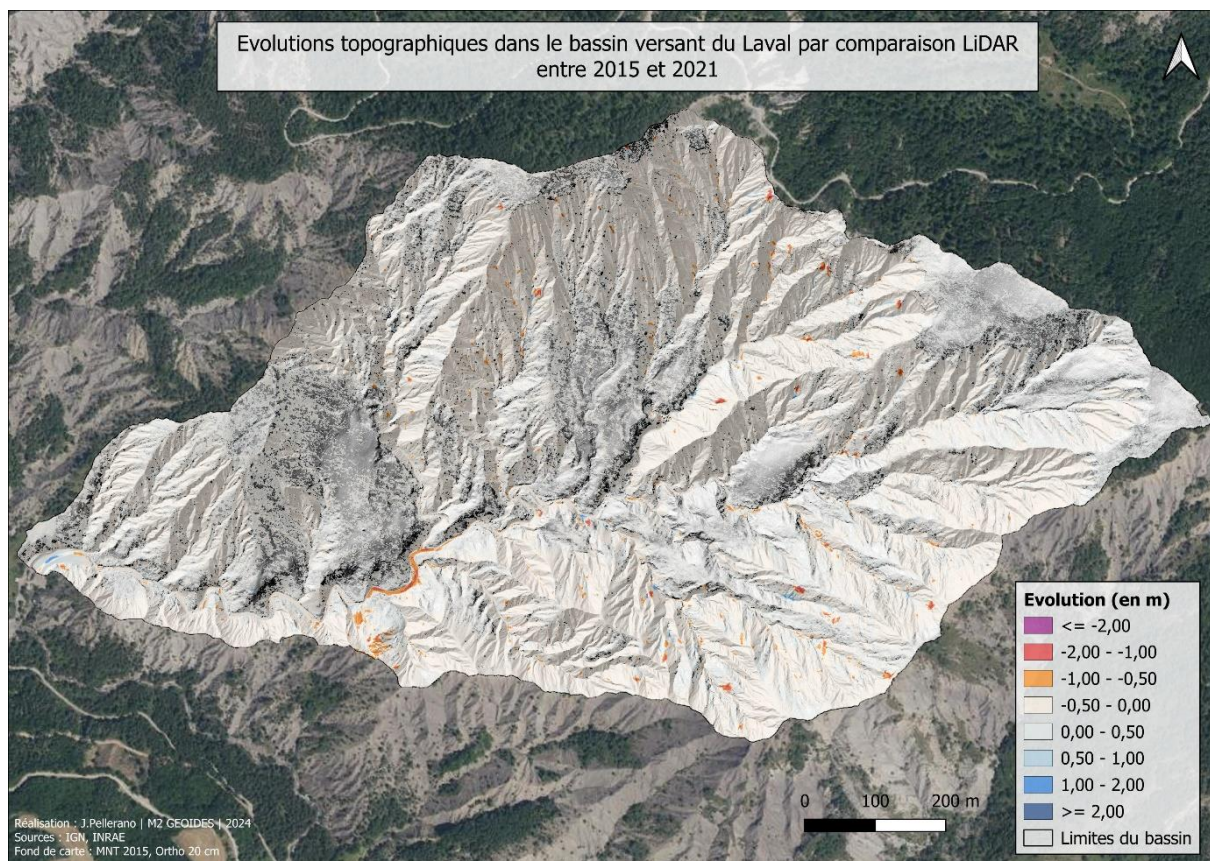 Evolutions topographiques dans le bassin versant du Laval par comparaison LiDAR
entre 2015 et 2021
Evolution (en m)
<= -2,00
-2,00 - -1,00
-1,00 - -0,50
-0,50 - 0,00
0,00 - 0,50
0,50 - 1,00
1,00 - 2,00
>= 2,00
Limites du bassin
0 100 200 m
Réalisation : J.Pellerano | M2 GEOIDES | 2024
Sources : IGN, INRAE
Fond de carte : MNT 2015, Ortho 20 cm